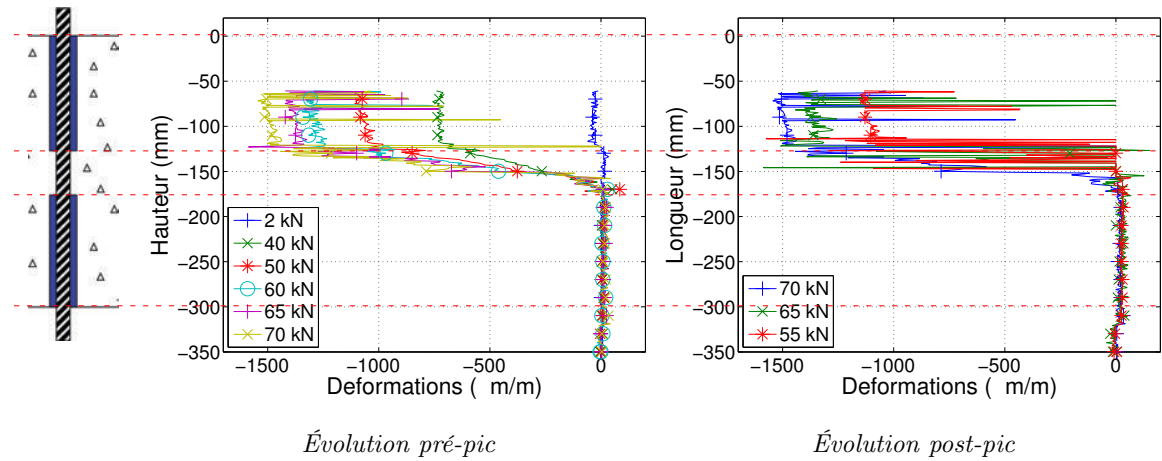 0
−50
−100
−150
−200
−250
−300
−350
Hauteur (mm)
2 kN
40 kN
50 kN
60 kN
65 kN
70 kN
−1500
−1000
−500
0
Deformations ( m/m)
Évolution pré-pic
0
−50
−100
−150
−200
−250
−300
−350
Longueur (mm)
70 kN
65 kN
55 kN
−1500
−1000
−500
0
Deformations ( m/m)
Évolution post-pic